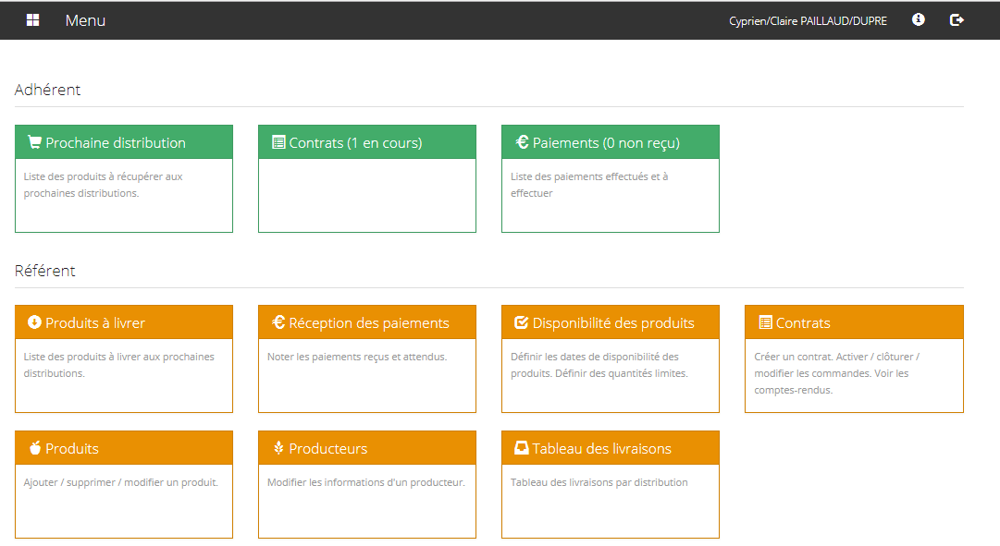 Menu
Cyprien/Claire PAILLAUD/DUPRE
Adhérent
Prochaine distribution
Liste des produits à récupérer aux
prochaines distributions.
Contrats (1 en cours)
Paiements (0 non reçu)
Liste des paiements effectués et à
effectuer
Référent
Produits à livrer
Liste des produits à livrer aux prochaines
distributions.
Réception des paiements
Noter les paiements reçus et attendus.
Disponibilité des produits
Définir les dates de disponibilité des
produits. Définir des quantités limites.
Contrats
Créer un contrat. Activer / clôturer /
modifier les commandes. Voir les
comptes-rendus.
Produits
Ajouter / supprimer / modifier un produit.
Producteurs
Modifier les informations d'un producteur.
Tableau des livraisons
Tableau des livraisons par distribution